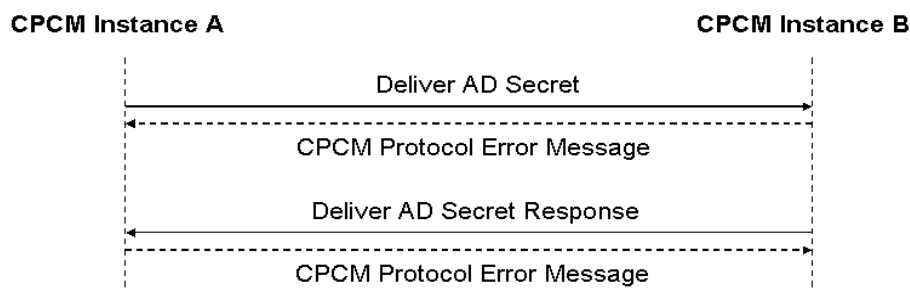 CPCM Instance A
CPCM Instance B
Deliver AD Secret
CPCM Protocol Error Message
Deliver AD Secret Response
CPCM Protocol Error Message